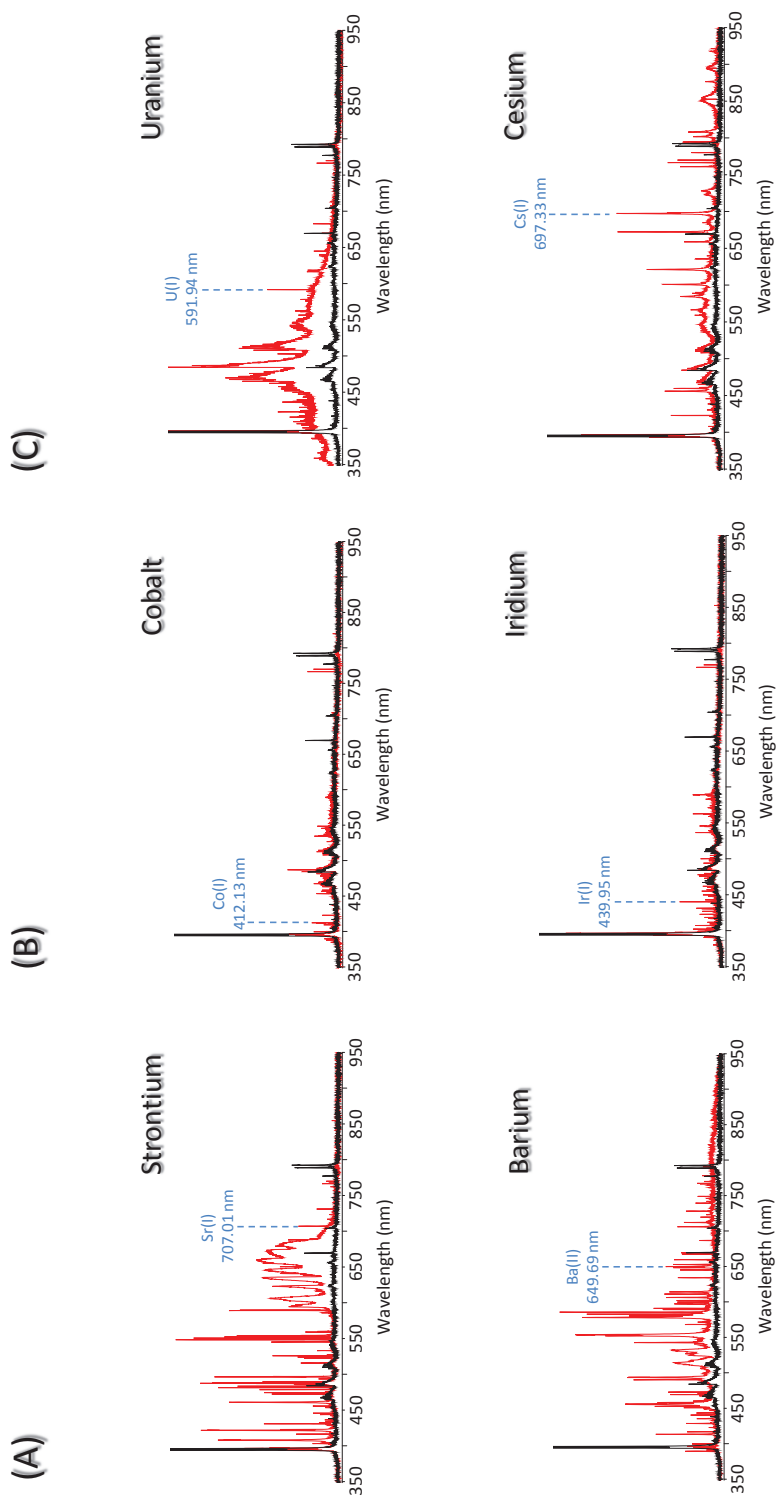 (A)
Strontium
Sr(I)
707.01 nm
350 450 550 650 750 850 950
Wavelength (nm)
Barium
Ba(II)
649.69 nm
350 450 550 650 750 850 950
Wavelength (nm)
(B)
Cobalt
Co(I)
412.13 nm
350 450 550 650 750 850 950
Wavelength (nm)
Iridium
Ir(I)
439.95 nm
350 450 550 650 750 850 950
Wavelength (nm)
(C)
Uranium
U(I)
591.94 nm
350 450 550 650 750 850 950
Wavelength (nm)
Cesium
Cs(I)
697.33 nm
350 450 550 650 750 850 950
Wavelength (nm)